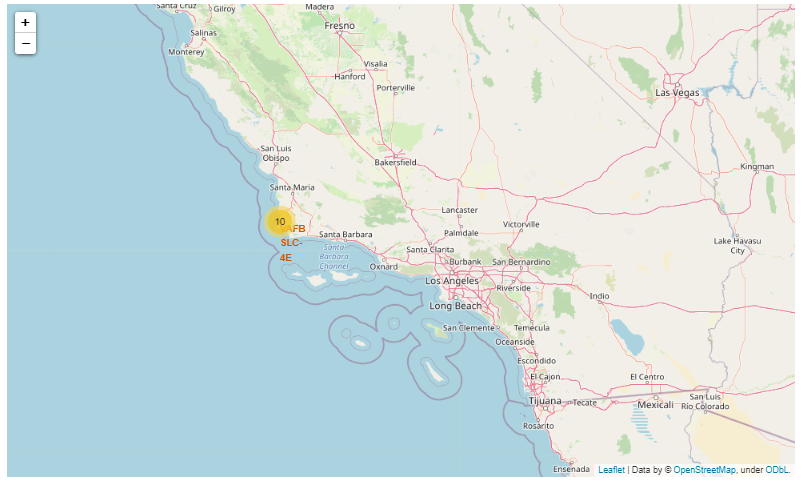 Santa Cruz
Gilroy
Madera
Fresno
Salinas
Monterey
Visalia
Hanford
Porterville
Las Vegas
San Luis
Obispo
Bakersfield
Kingman
Santa Maria
10
AFB
SLC-
4E
Lancaster
Palmdale
Victorville
Santa Barbara
Santa
Barbara
Channel
Santa Clarita
Lake Havasu
City
Oxnard
Burbank
San Bernardino
Los Angeles
Riverside
Indio
Long Beach
San Clemente
Temecula
Oceanside
Escondido
El Cajon
El Centro
Tijuana
Tecate
Mexicali
San Luis
Río Colorado
Rosarito
Ensenada
+
−
Leaflet | Data by © OpenStreetMap, under ODbL.